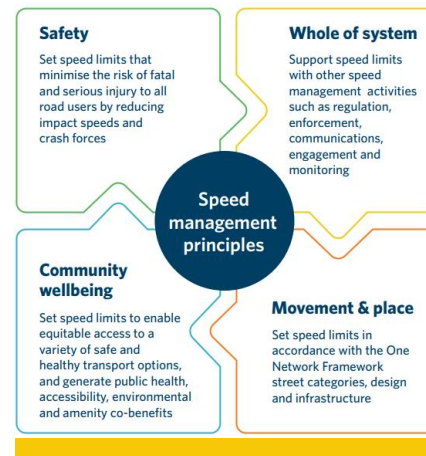 Safety
Set speed limits that
minimise the risk of fatal
and serious injury to all
road users by reducing
impact speeds and
crash forces
Whole of system
Support speed limits
with other speed
management activities
such as regulation,
enforcement,
communications,
engagement and
monitoring
Speed
management
principles
Community
wellbeing
Set speed limits to enable
equitable access to a
variety of safe and
healthy transport options,
and generate public health,
accessibility, environmental
and amenity co-benefits
Movement & place
Set speed limits in
accordance with the One
Network Framework
street categories, design
and infrastructure